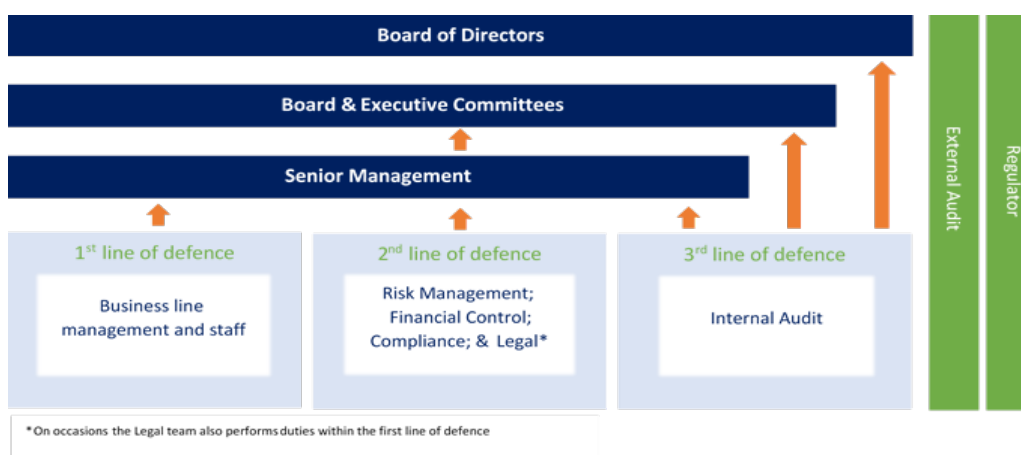 Board of Directors
Board & Executive Committees
Senior Management
1st line of defence
Business line
management and staff
2nd line of defence
Risk Management;
Financial Control;
Compliance; & Legal*
3rd line of defence
Internal Audit
External Audit
Regulator
*On occasions the Legal team also performs duties within the first line of defence